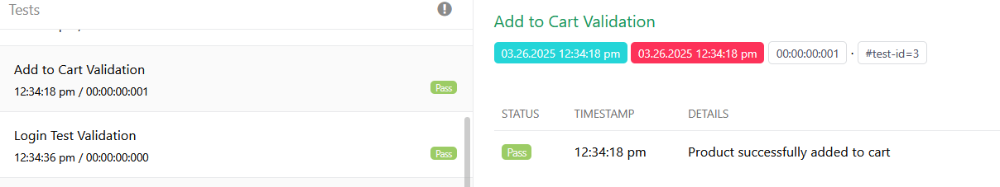 Tests
Add to Cart Validation
12:34:18 pm / 00:00:00:001
Pass
Login Test Validation
12:34:36 pm / 00:00:00:000
Pass
Add to Cart Validation
03.26.2025 12:34:18 pm 03.26.2025 12:34:18 pm 00:00:00:001 · #test-id=3
STATUS TIMESTAMP DETAILS
Pass 12:34:18 pm Product successfully added to cart